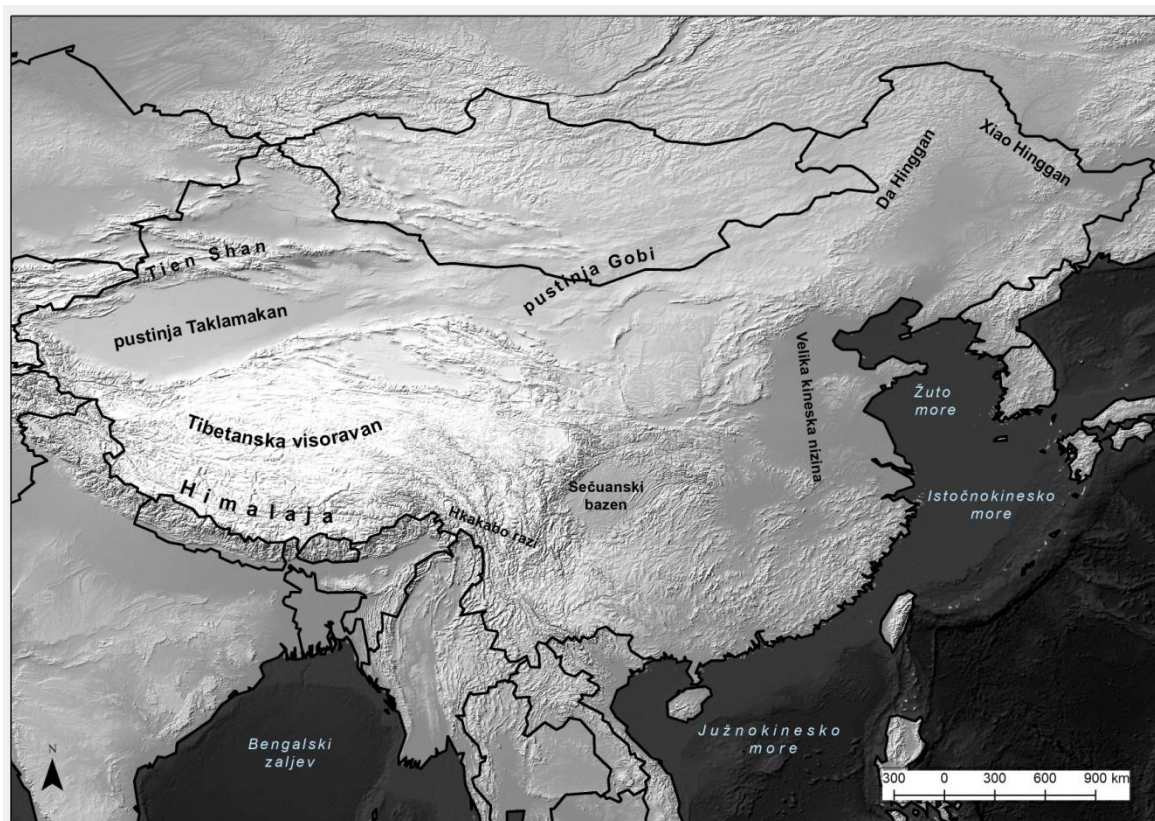 Xiao Hinggan
Da Hinggan
Tien Shan
pustinja Gobi
pustinja Taklamakan
Velika kineska nizina
Žuto
more
Tibetanska visoravan
Himalaja
Sečuanski
bazen
Hkakabo razi
Istočnokinesko
more
Bengalski
zaljev
Južnokinesko
more
N
300 0 300 600 900 km